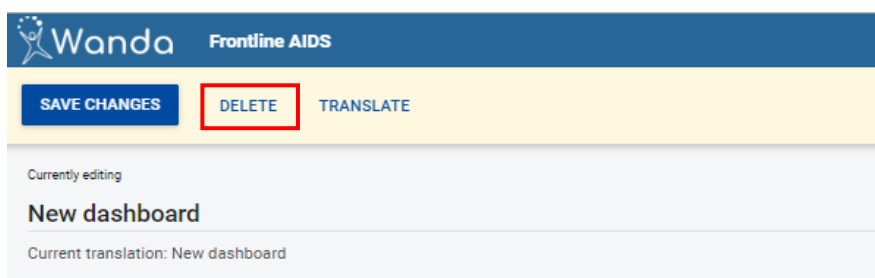 Wanda Frontline AIDS
SAVE CHANGES DELETE TRANSLATE
Currently editing
New dashboard
Current translation: New dashboard